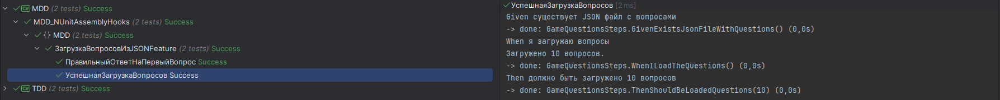 C# MDD (2 tests) Success
MDD_NUnitAssemblyHooks (2 tests) Success
{} MDD (2 tests) Success
ЗагрузкаВопросовИзJSONFeature (2 tests) Success
ПравильныйОтветНаПервыйВопрос Success
УспешнаяЗагрузкаВопросов Success
C# TDD (2 tests) Success
УспешнаяЗагрузкаВопросов [2 ms]
Given существует JSON файл с вопросами
-> done: GameQuestionsSteps.GivenExistsJsonFileWithQuestions() (0,0s)
When я загружаю вопросы
Загружено 10 вопросов.
-> done: GameQuestionsSteps.WhenILoadTheQuestions() (0,0s)
Then должно быть загружено 10 вопросов
-> done: GameQuestionsSteps.ThenShouldBeLoadedQuestions(10) (0,0s)